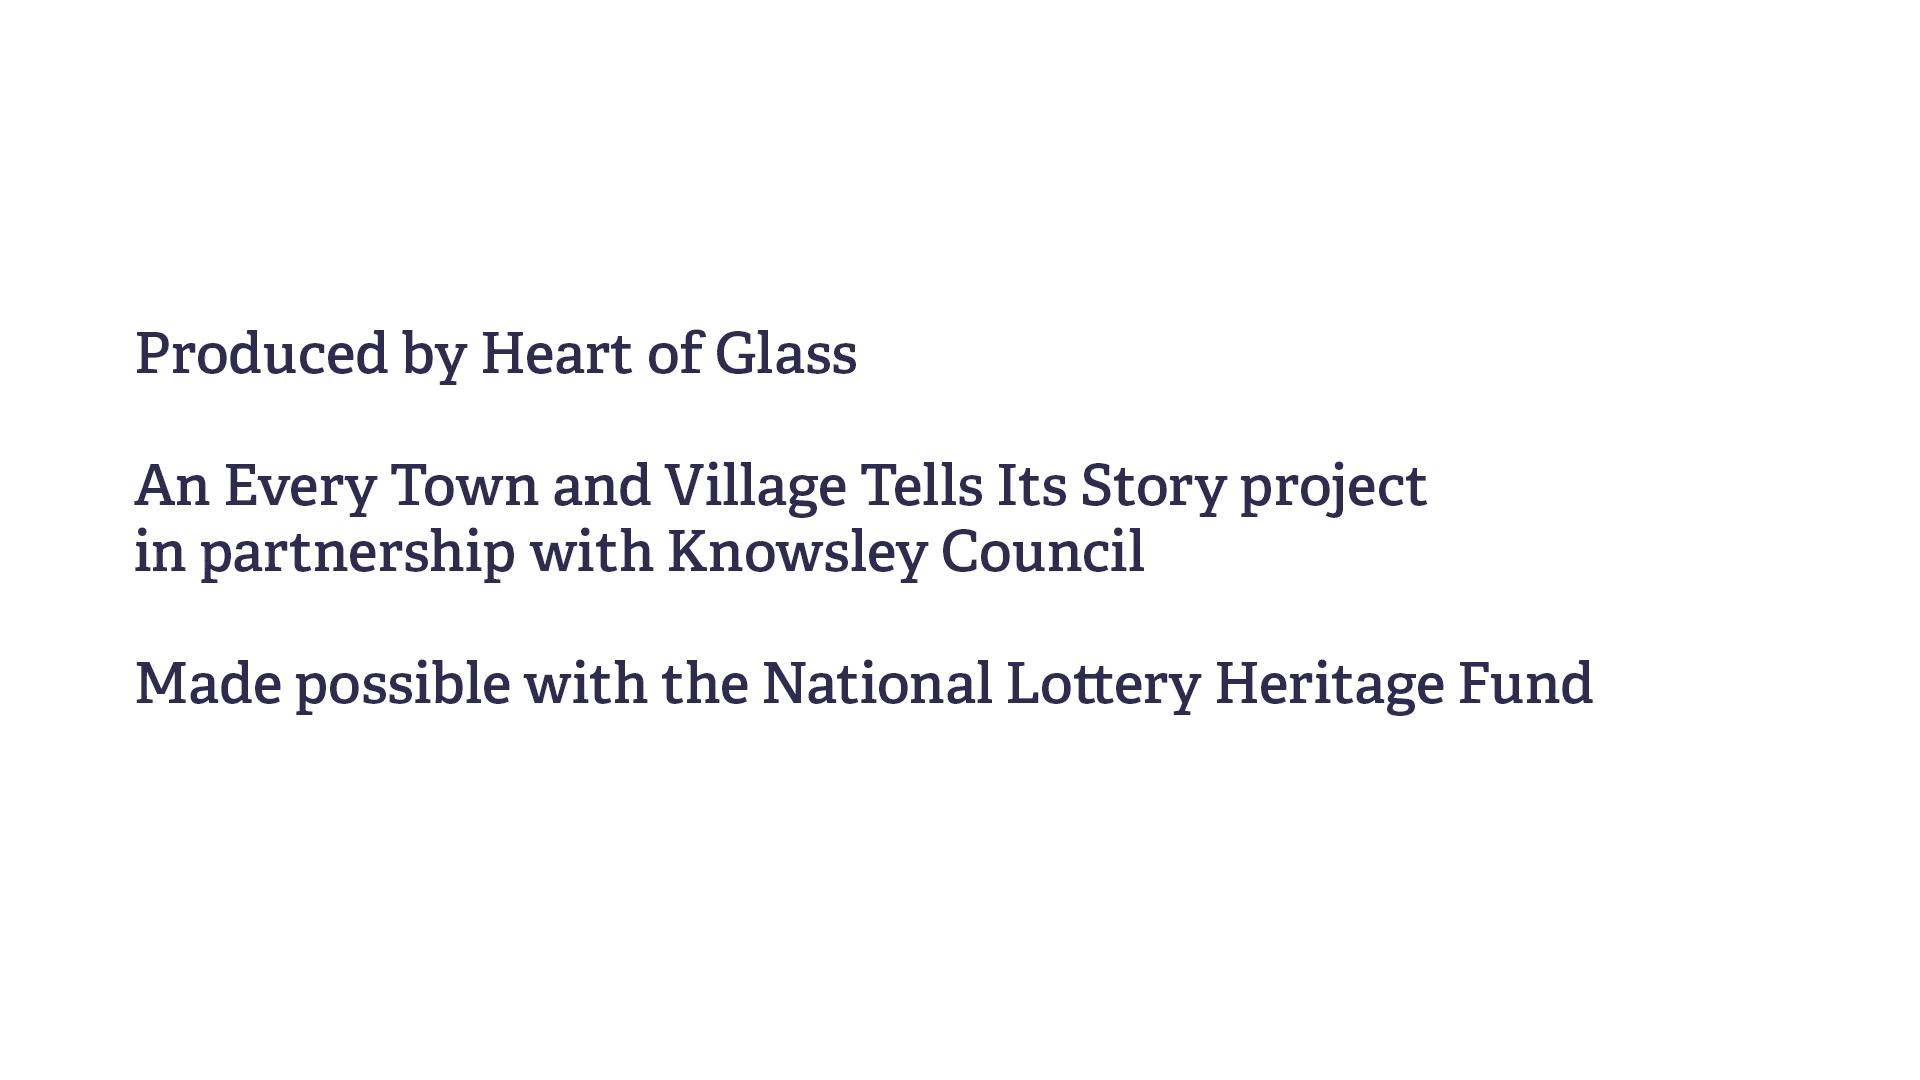 Produced by Heart of Glass
An Every Town and Village Tells Its Story project
in partnership with Knowsley Council
Made possible with the National Lottery Heritage Fund